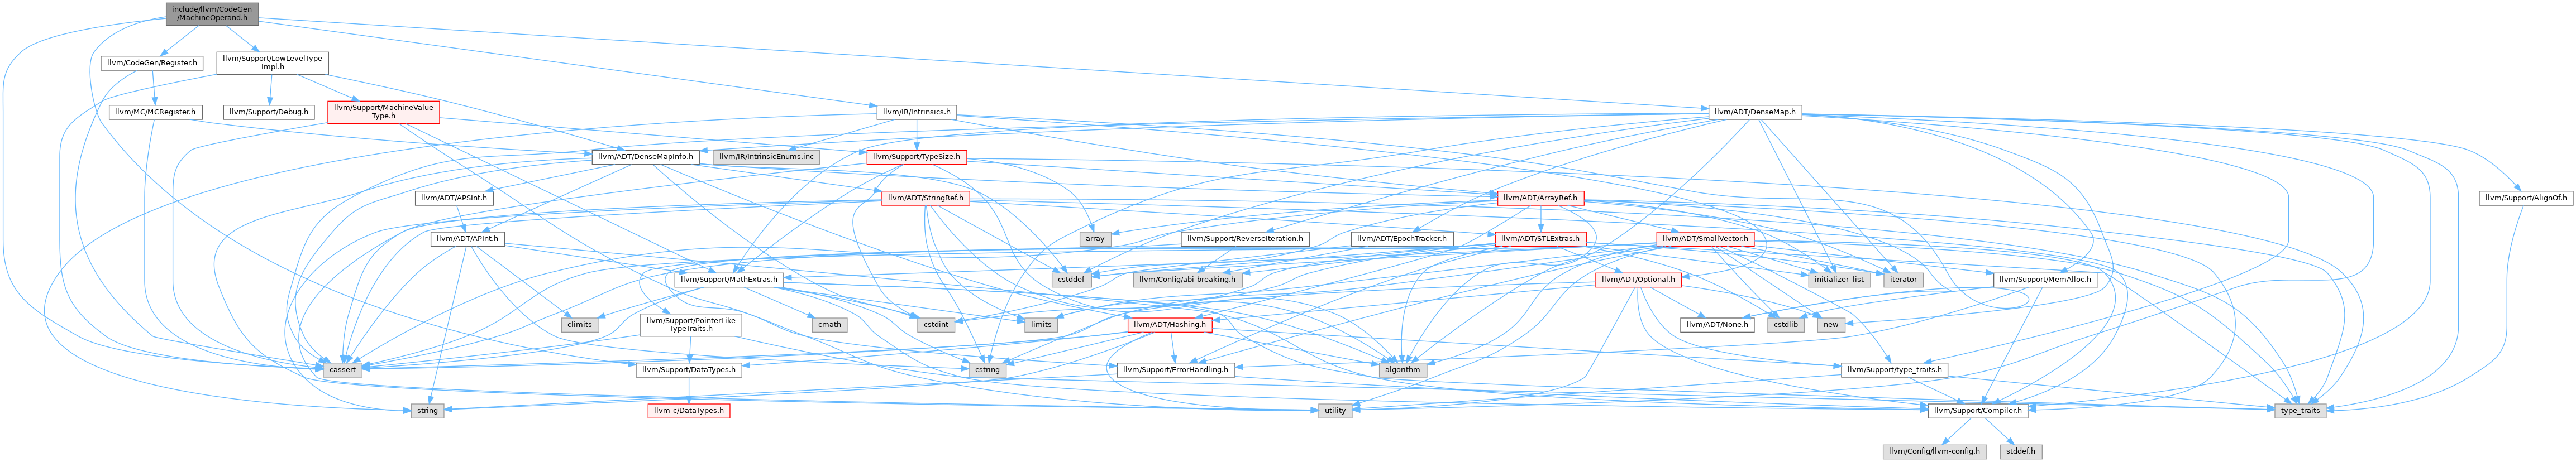 include/llvm/CodeGen
/MachineOperand.h
llvm/CodeGen/Register.h
llvm/Support/LowLevelType
Impl.h
llvm/MC/MCRegister.h
llvm/Support/Debug.h
llvm/Support/MachineValue
Type.h
llvm/IR/Intrinsics.h
llvm/ADT/DenseMap.h
llvm/ADT/DenseMapInfo.h
llvm/IR/IntrinsicEnums.inc
llvm/Support/TypeSize.h
llvm/ADT/APSInt.h
llvm/ADT/StringRef.h
llvm/ADT/ArrayRef.h
llvm/Support/AlignOf.h
llvm/ADT/APInt.h
array
llvm/Support/ReverseIteration.h
llvm/ADT/EpochTracker.h
llvm/ADT/STLExtras.h
llvm/ADT/SmallVector.h
llvm/Support/MathExtras.h
cstddef
llvm/Config/abi-breaking.h
llvm/ADT/Optional.h
initializer_list
iterator
llvm/Support/MemAlloc.h
climits
llvm/Support/PointerLike
TypeTraits.h
cmath
cstdint
limits
llvm/ADT/Hashing.h
llvm/ADT/None.h
cstdlib
new
cassert
llvm/Support/DataTypes.h
cstring
llvm/Support/ErrorHandling.h
algorithm
llvm/Support/type_traits.h
string
llvm-c/DataTypes.h
utility
llvm/Support/Compiler.h
type_traits
llvm/Config/llvm-config.h
stddef.h